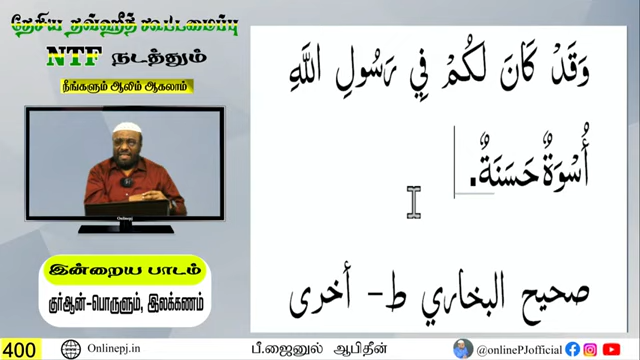 தேசிய தவ்ஹீத் கூட்டமைப்பு
NTF நடத்தும்
நீங்களும் ஆலிம் ஆகலாம்
Onlinepj
இன்றைய பாடம்
குர்ஆன்-பொருளும், இலக்கணம்
وَقَدْ كَانَ لَكُمْ فِي رَسُولِ اللَّهِ
أُسْوَةٌ حَسَنَةٌ.
صحيح البخاري ط- أخرى
400
Onlinepj.in
பீ.ஜைனுல் ஆபிதீன்
@onlinePJofficial